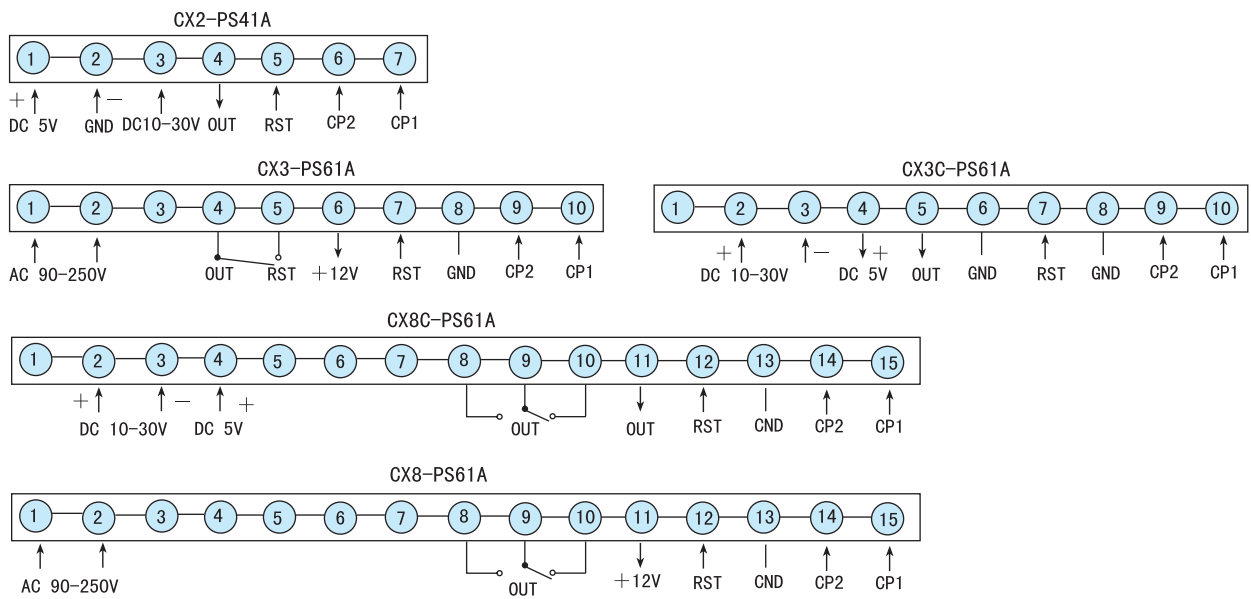 CX2-PS41A
1 2 3 4 5 6 7
+ −
DC 5V GND DC10-30V OUT RST CP2 CP1
CX3-PS61A
1 2 3 4 5 6 7 8 9 10
AC 90-250V OUT RST +12V RST GND CP2 CP1
CX3C-PS61A
1 2 3 4 5 6 7 8 9 10
+ − +
DC 10-30V DC 5V OUT GND RST GND CP2 CP1
CX8C-PS61A
1 2 3 4 5 6 7 8 9 10 11 12 13 14 15
+ − +
DC 10-30V DC 5V OUT OUT RST CND CP2 CP1
CX8-PS61A
1 2 3 4 5 6 7 8 9 10 11 12 13 14 15
AC 90-250V OUT +12V RST CND CP2 CP1